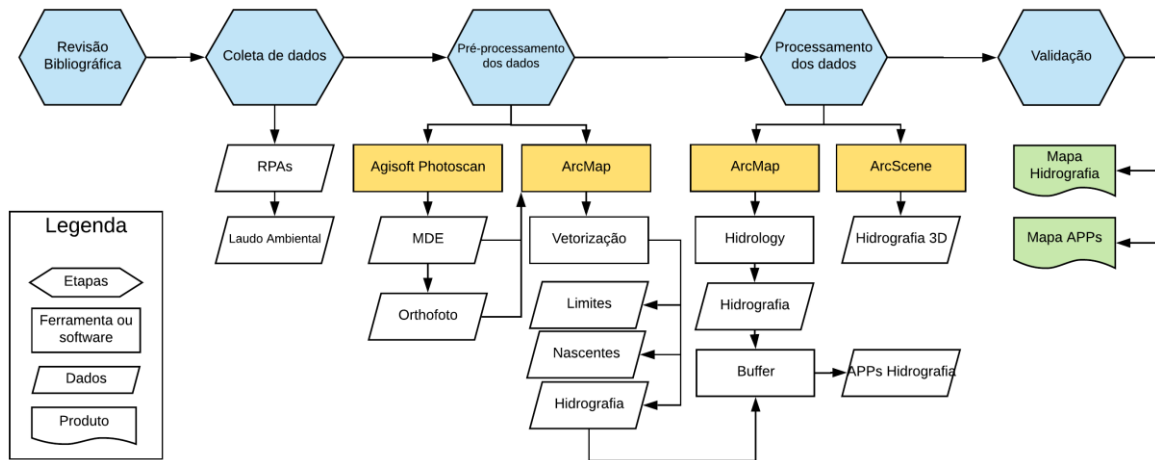 Revisão
Bibliográfica
Coleta de dados
Pré-processamento
dos dados
Processamento
dos dados
Validação
RPAs
Laudo Ambiental
Agisoft Photoscan
ArcMap
MDE
Vetorização
Orthofoto
Limites
Nascentes
Hidrografia
ArcMap
ArcScene
Hidrology
Hidrografia 3D
Hidrografia
Buffer
APPs Hidrografia
Mapa
Hidrografia
Mapa APPs
Legenda
Etapas
Ferramenta ou
software
Dados
Produto